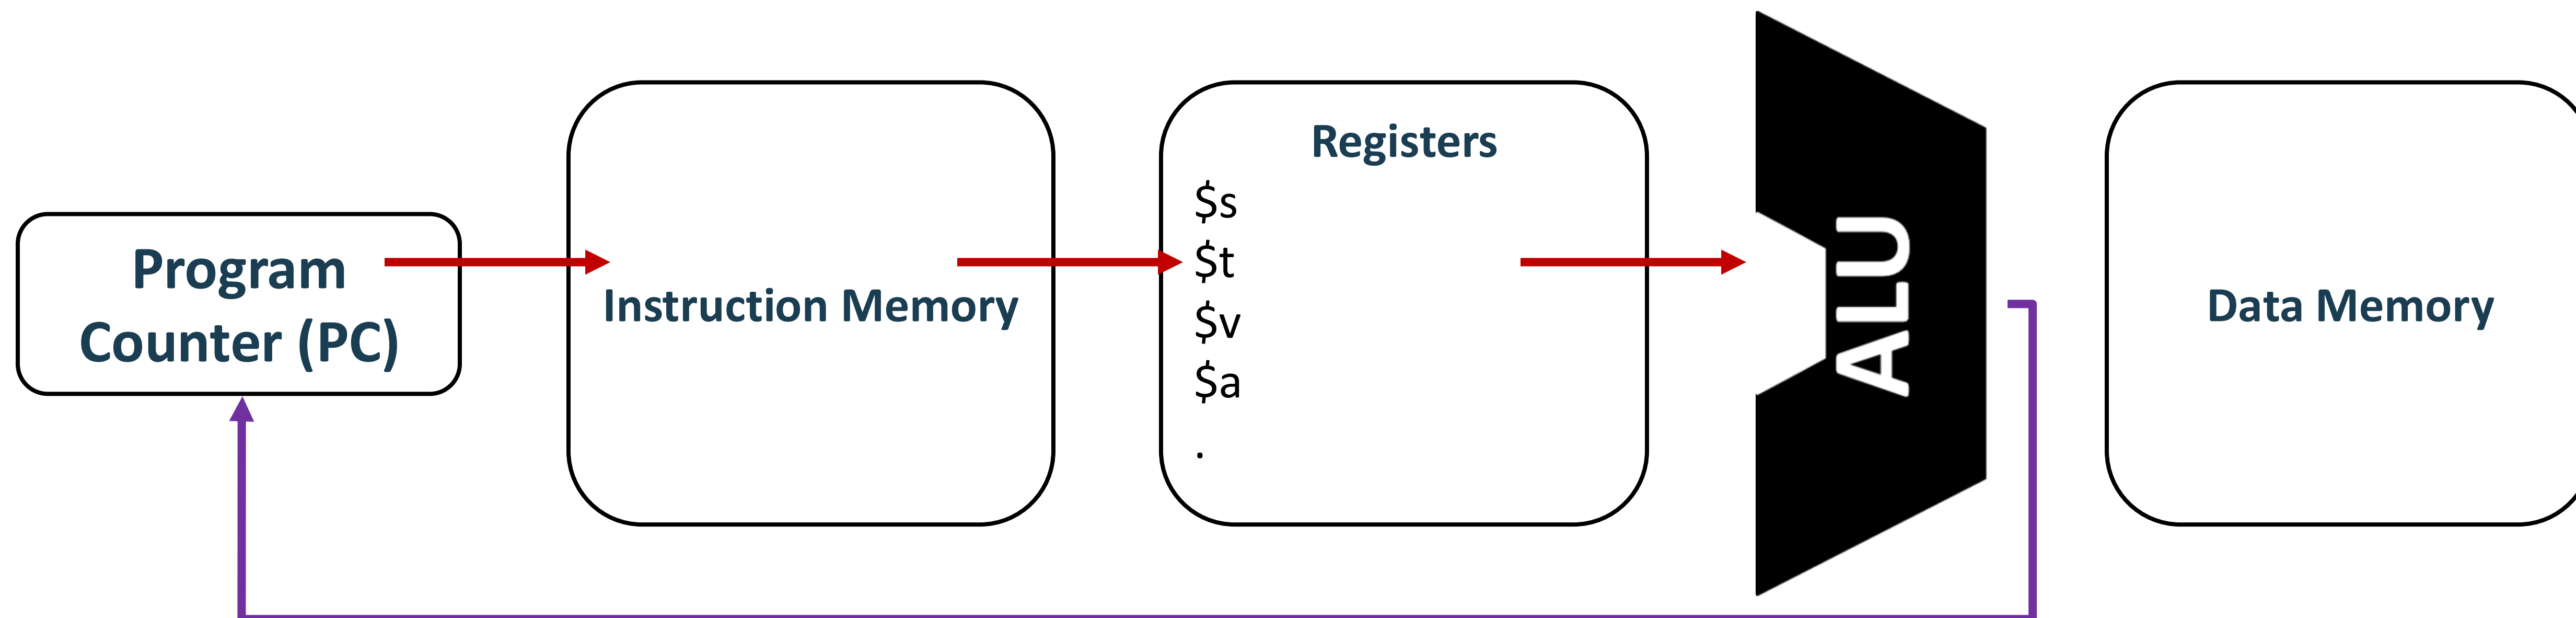 Program
Counter (PC)
Instruction Memory
Registers
$s
$t
$v
$a
.
ALU
Data Memory